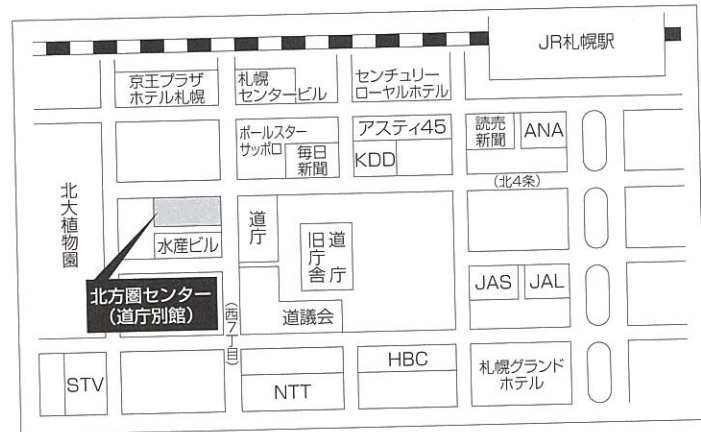 JR札幌駅
京王プラザ
ホテル札幌
札幌
センタービル
センチュリー
ローヤルホテル
ポールスター
サッポロ
毎日
新聞
アスティ45
KDD
読売
新聞
ANA
(北4条)
北大植物園
水産ビル
道庁
道庁
旧庁舎
北方圏センター
(道庁別館)
(西7丁目)
道議会
JAS
JAL
STV
NTT
HBC
札幌グランド
ホテル